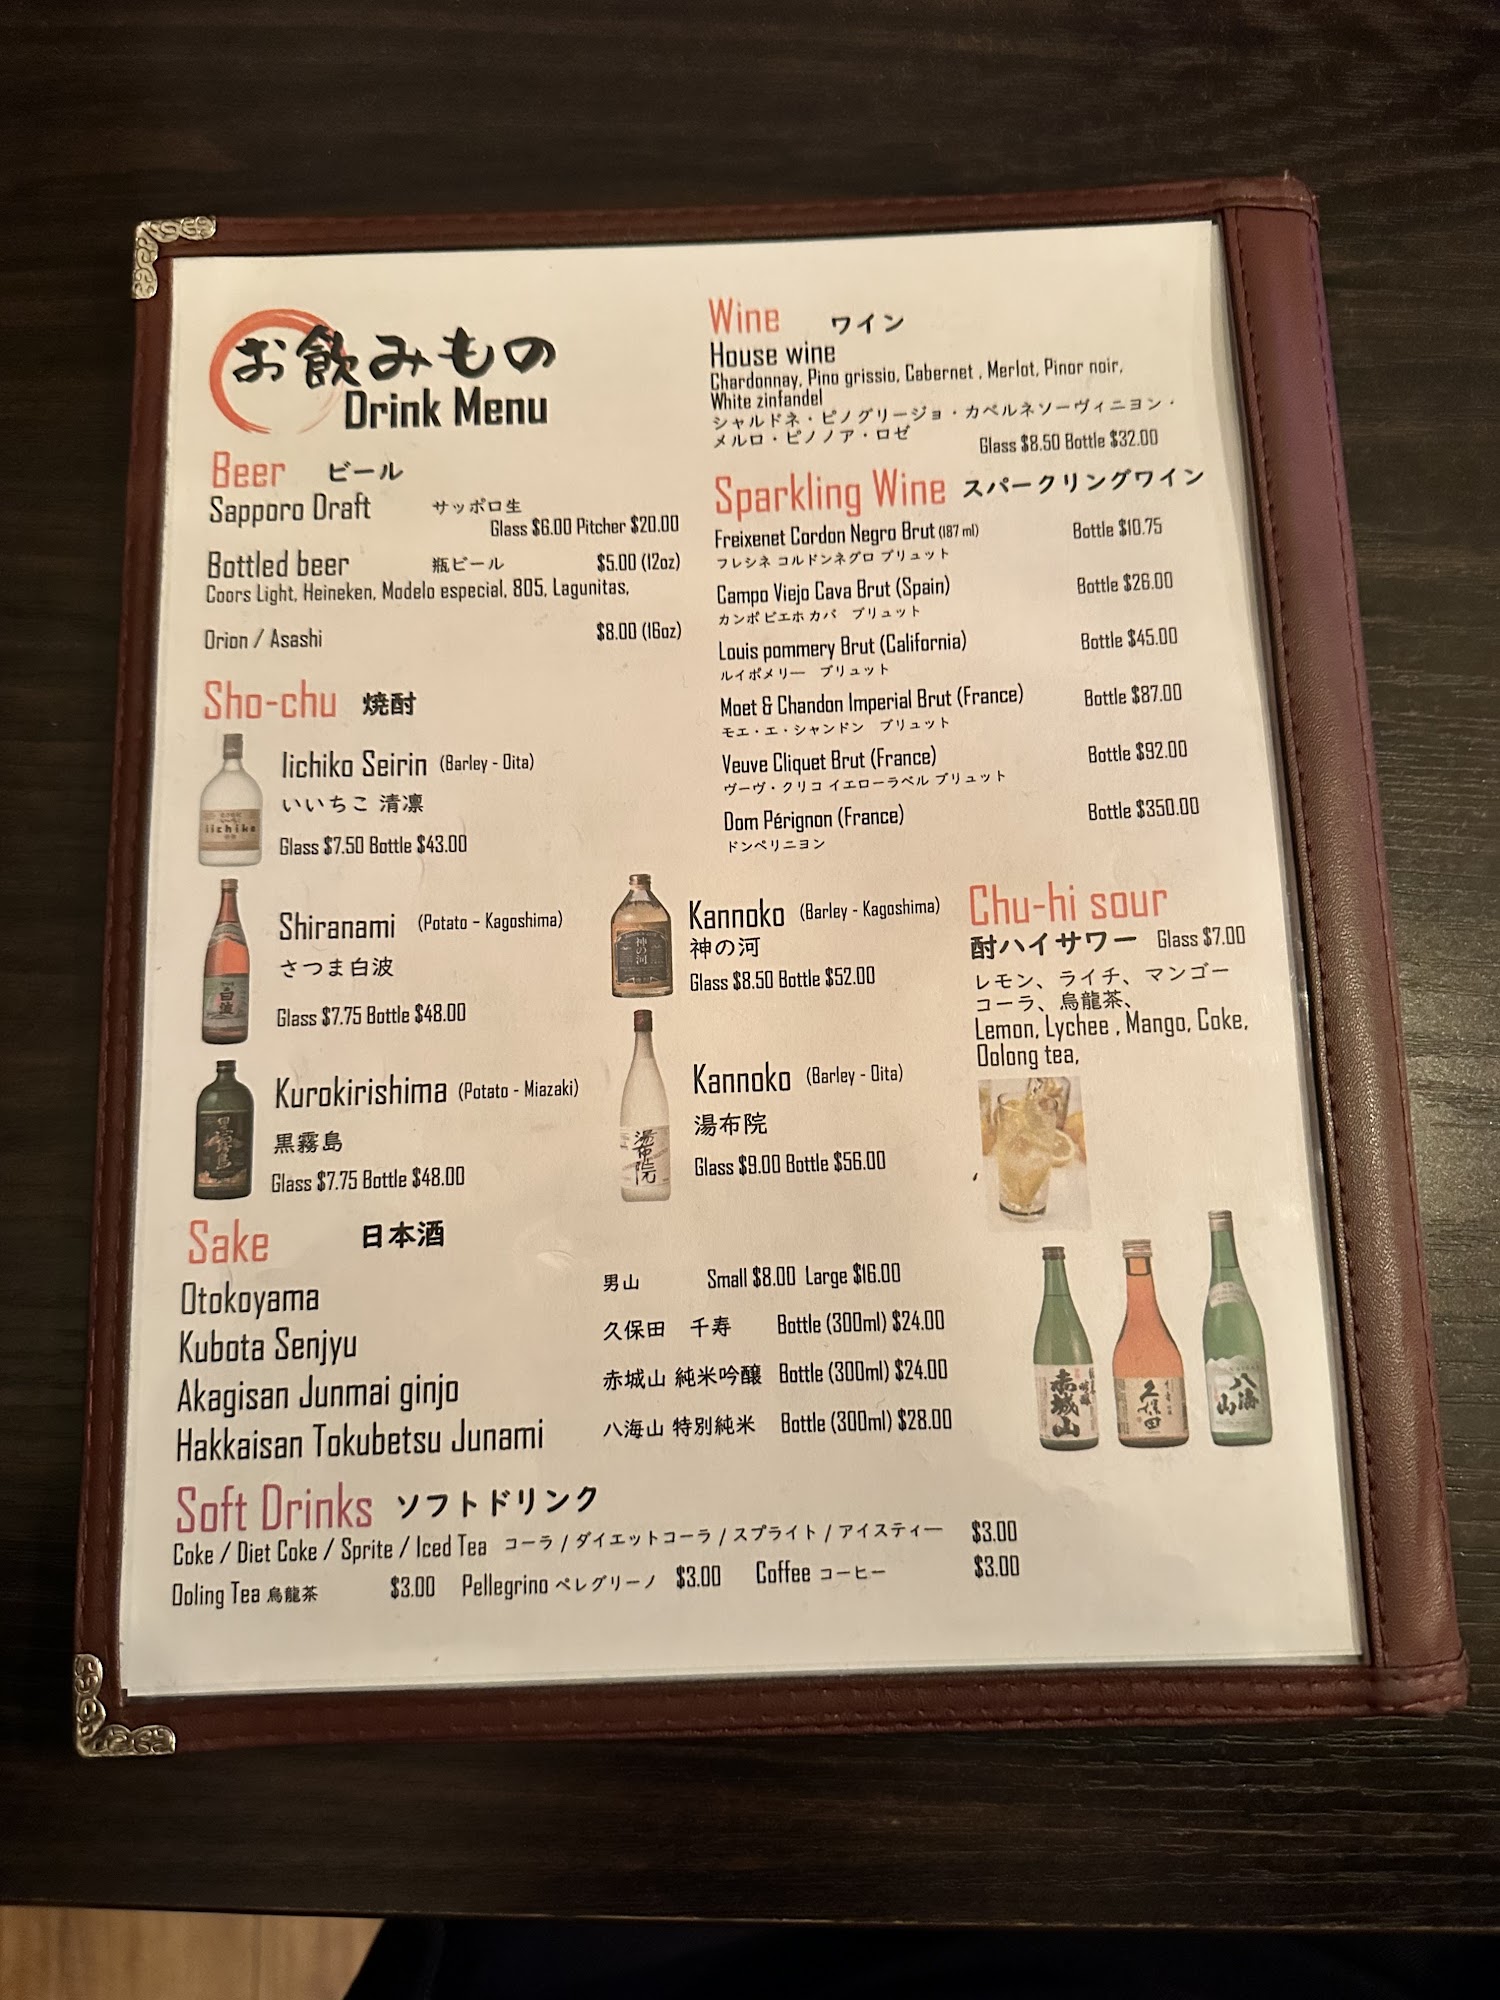 お飲みもの
Drink Menu
Beer ビール
Sapporo Draft サッポロ生
Glass $6.00 Pitcher $20.00
Bottled beer 瓶ビール $5.00 (12oz)
Coors Light, Heineken, Modelo especial, 805, Lagunitas,
Orion / Asashi $8.00 (16oz)
Wine ワイン
House wine
Chardonnay, Pino grissio, Cabernet , Merlot, Pinor noir,
White zinfandel
シャルドネ・ピノグリージョ・カベルネソーヴィニヨン・
メルロ・ピノノア・ロゼ
Glass $8.50 Bottle $32.00
Sparkling Wine スパークリングワイン
Freixenet Cordon Negro Brut (187 ml) Bottle $10.75
フレシネ コルドンネグロ ブリュット
Campo Viejo Cava Brut (Spain) Bottle $26.00
カンポ ビエホ カバ ブリュット
Louis pommery Brut (California) Bottle $45.00
ルイポメリー ブリュット
Moet & Chandon Imperial Brut (France) Bottle $87.00
モエ・エ・シャンドン ブリュット
Veuve Cliquet Brut (France) Bottle $92.00
ヴーヴ・クリコ イエローラベル ブリュット
Dom Pérignon (France) Bottle $350.00
ドンペリニヨン
Sho-chu 焼酎
iichiko
Iichiko Seirin (Barley - Oita)
いいちこ 清凛
Glass $7.50 Bottle $43.00
白波
Shiranami (Potato - Kagoshima)
さつま白波
Glass $7.75 Bottle $48.00
黒霧島
Kurokirishima (Potato - Miazaki)
黒霧島
Glass $7.75 Bottle $48.00
神の河
Kannoko (Barley - Kagoshima)
神の河
Glass $8.50 Bottle $52.00
湯布院
Kannoko (Barley - Oita)
湯布院
Glass $9.00 Bottle $56.00
Chu-hi sour
酎ハイサワー Glass $7.00
レモン、ライチ、マンゴー
コーラ、烏龍茶、
Lemon, Lychee , Mango, Coke,
Oolong tea,
Sake 日本酒
Otokoyama 男山 Small $8.00 Large $16.00
Kubota Senjyu 久保田 千寿 Bottle (300ml) $24.00
Akagisan Junmai ginjo 赤城山 純米吟醸 Bottle (300ml) $24.00
Hakkaisan Tokubetsu Junami 八海山 特別純米 Bottle (300ml) $28.00
赤城山
久保田
八海山
Soft Drinks ソフトドリンク
Coke / Diet Coke / Sprite / Iced Tea コーラ / ダイエットコーラ / スプライト / アイスティー $3.00
Ooling Tea 烏龍茶 $3.00 Pellegrino ペレグリーノ $3.00 Coffee コーヒー $3.00